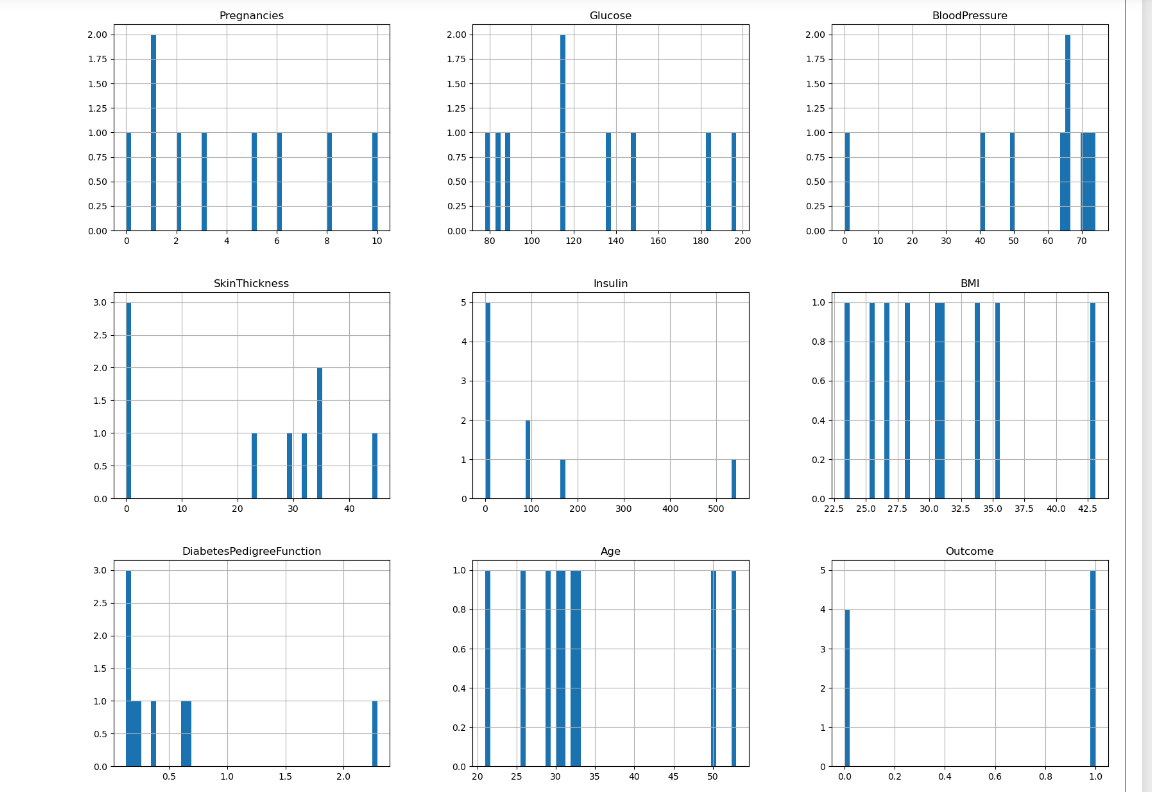 Pregnancies Glucose BloodPressure
2.00 2.00 2.00
1.75 1.75 1.75
1.50 1.50 1.50
1.25 1.25 1.25
1.00 1.00 1.00
0.75 0.75 0.75
0.50 0.50 0.50
0.25 0.25 0.25
0.00 0.00 0.00
0 2 4 6 8 10 80 100 120 140 160 180 200 0 10 20 30 40 50 60 70
SkinThickness Insulin BMI
3.0 5 1.0
2.5 4 0.8
2.0 3 0.6
1.5 2 0.4
1.0 1 0.2
0.5 0 0.0
0.0
0 10 20 30 40 0 100 200 300 400 500 22.5 25.0 27.5 30.0 32.5 35.0 37.5 40.0 42.5
DiabetesPedigreeFunction Age Outcome
3.0 1.0 5
2.5 0.8 4
2.0 0.6 3
1.5 0.4 2
1.0 0.2 1
0.5 0.0 0
0.0
0.5 1.0 1.5 2.0 20 25 30 35 40 45 50 0.0 0.2 0.4 0.6 0.8 1.0